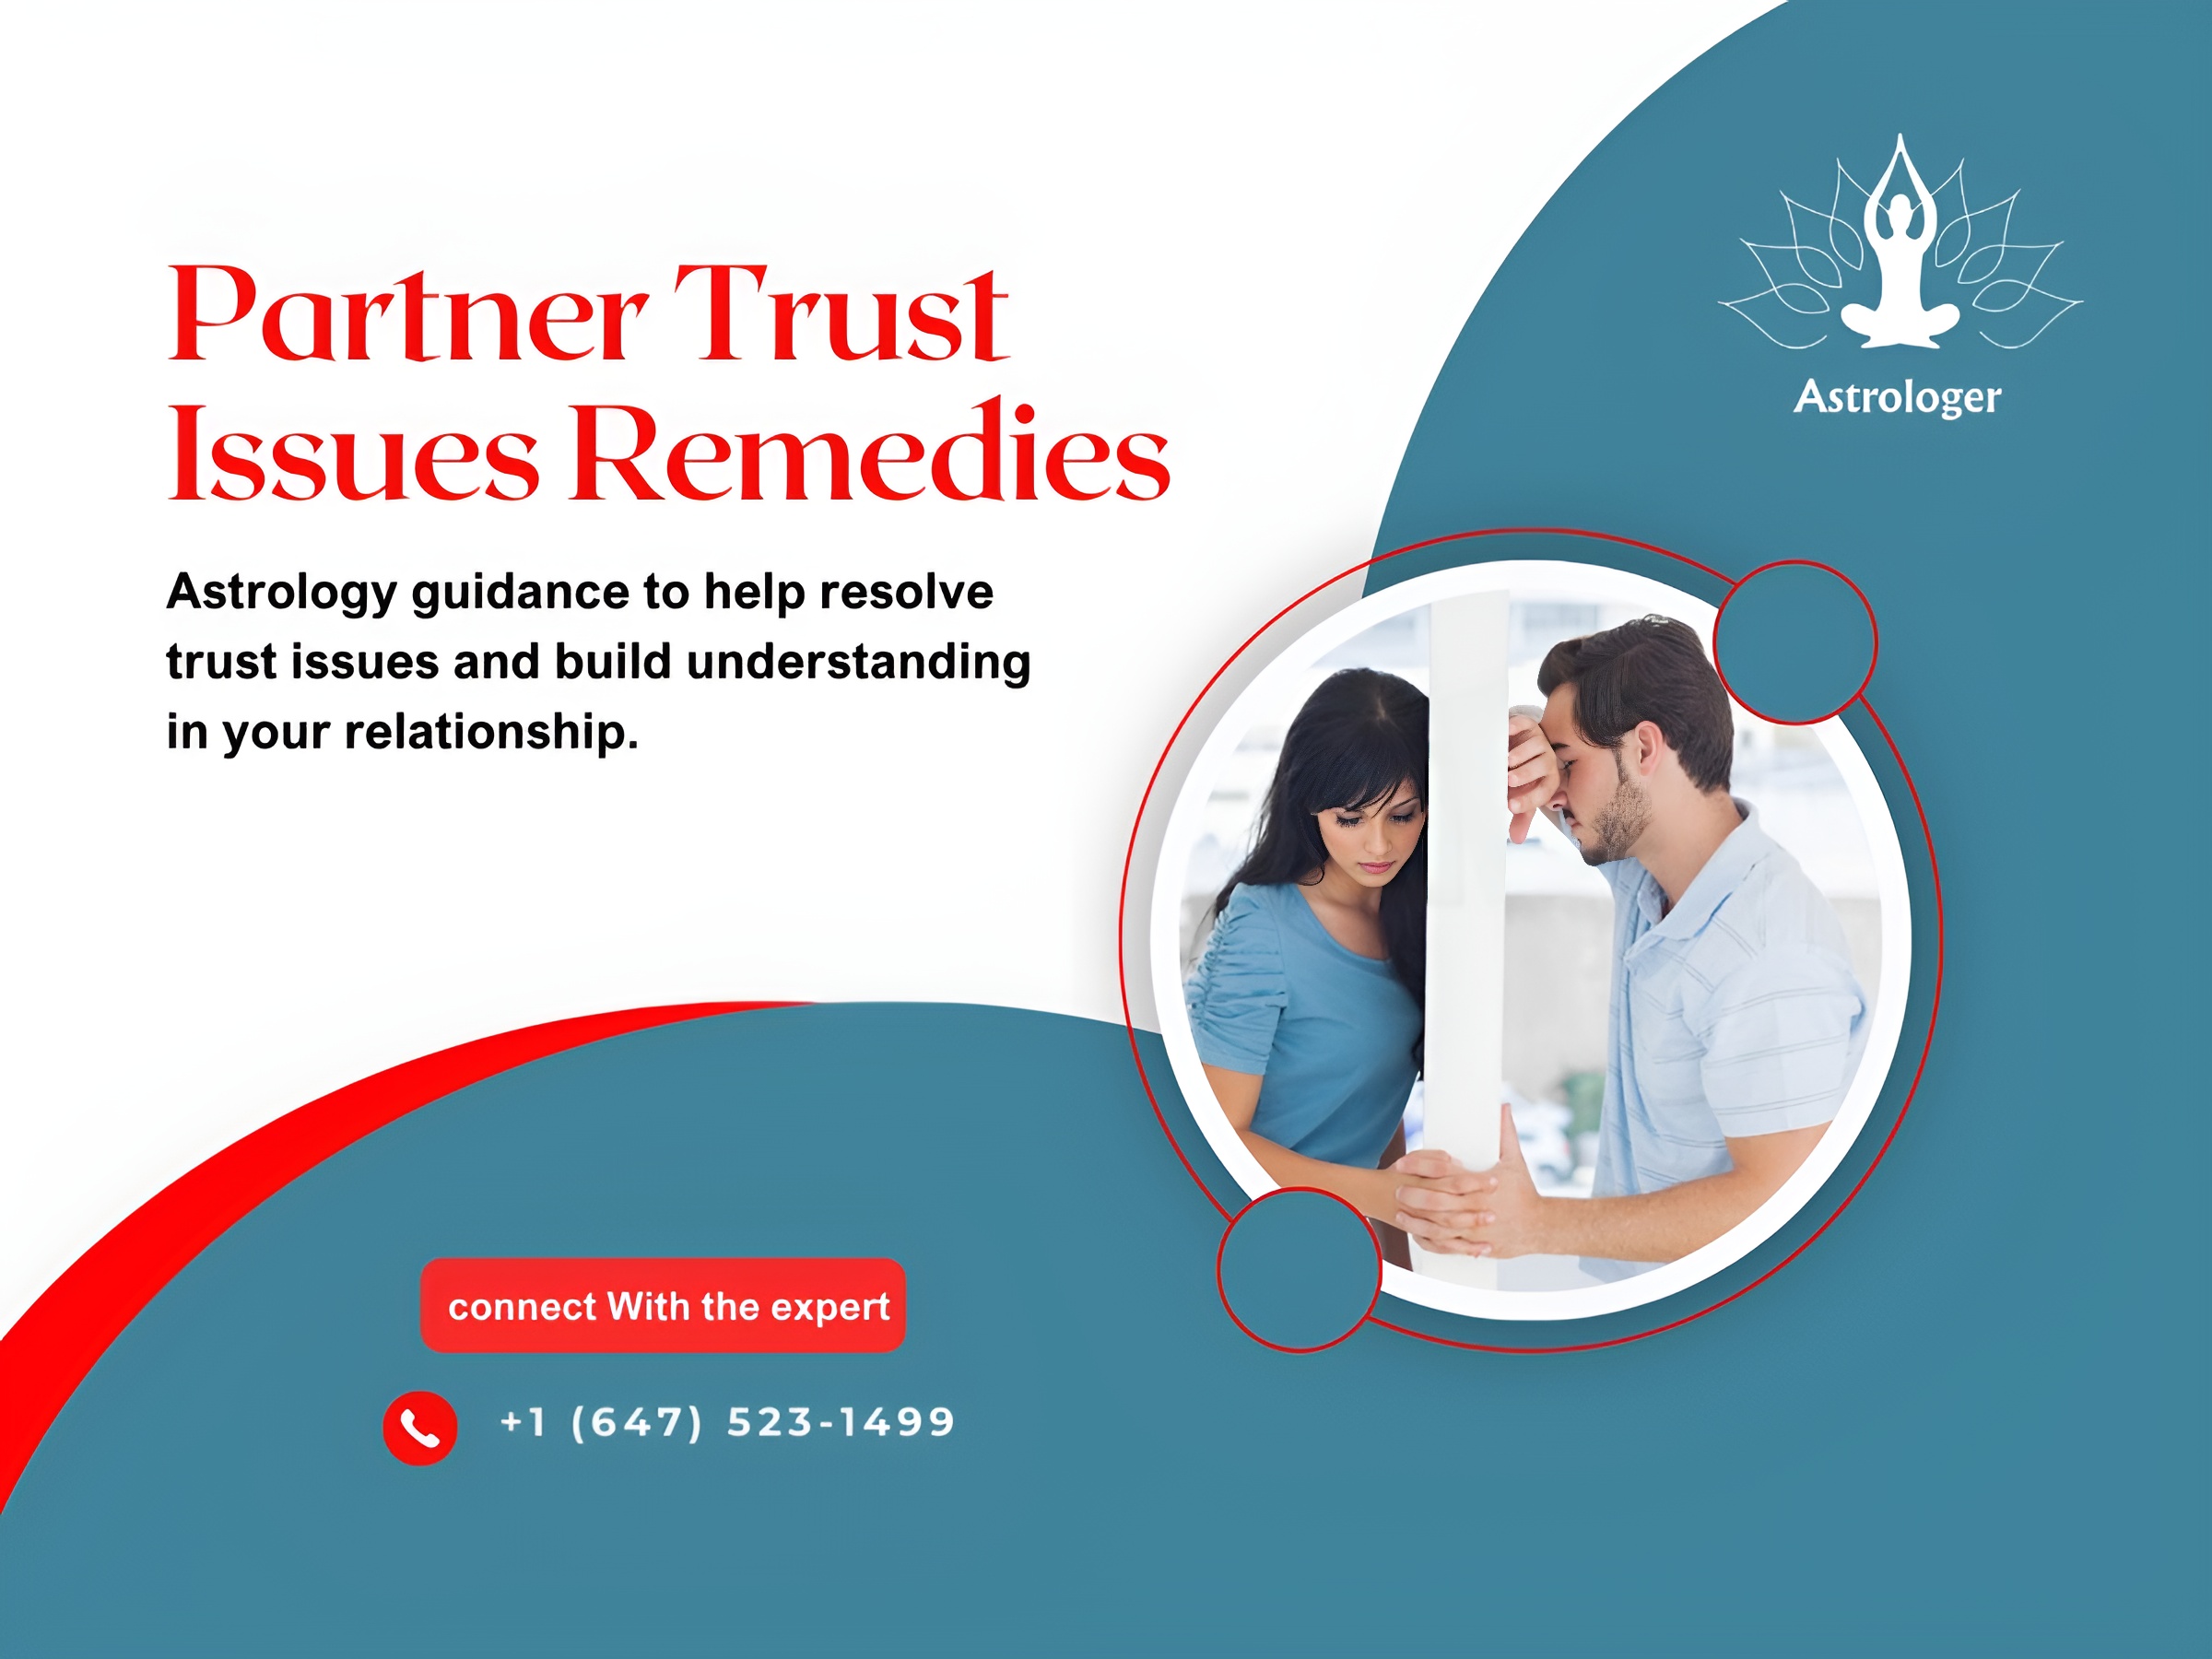 Astrologer
Partner Trust
Issues Remedies
Astrology guidance to help resolve
trust issues and build understanding
in your relationship.
connect With the expert
+1 (647) 523-1499